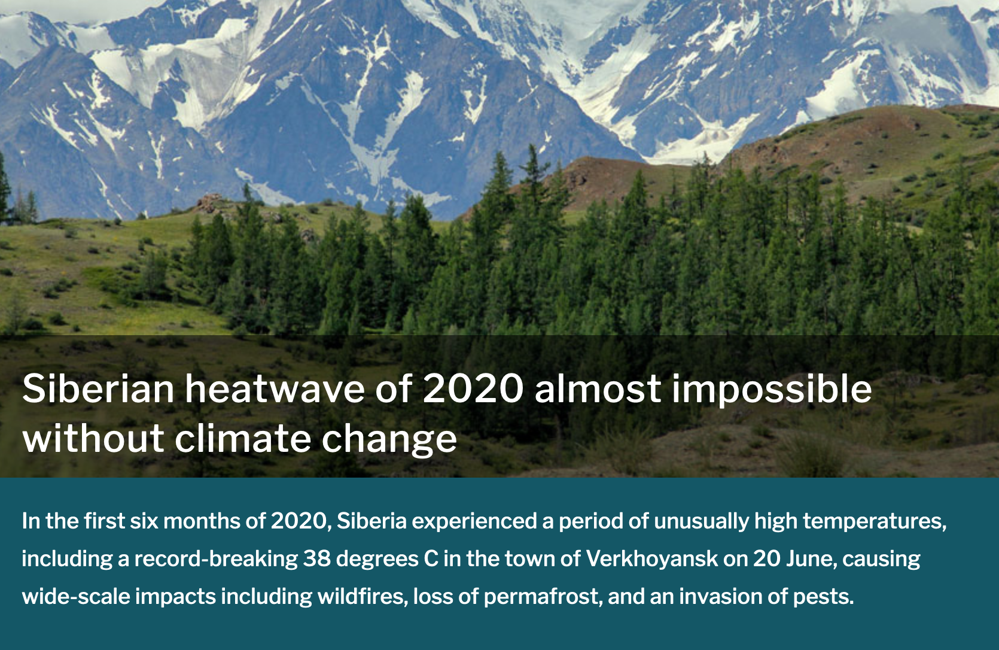 Siberian heatwave of 2020 almost impossible
without climate change
In the first six months of 2020, Siberia experienced a period of unusually high temperatures,
including a record-breaking 38 degrees C in the town of Verkhoyansk on 20 June, causing
wide-scale impacts including wildfires, loss of permafrost, and an invasion of pests.